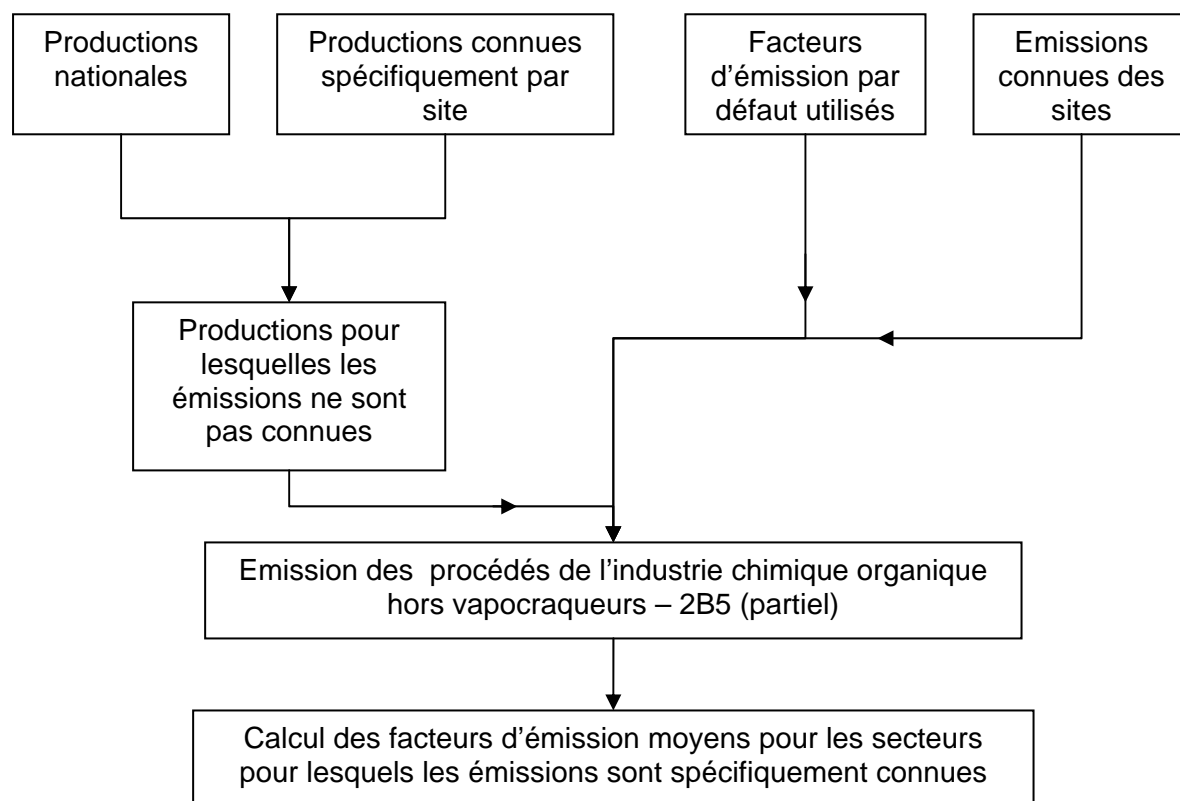 Productions
nationales
Productions connues
spécifiquement par
site
Facteurs
d'émission par
défaut utilisés
Emissions
connues des
sites
Productions pour
lesquelles les
émissions ne sont
pas connues
Emission des procédés de l'industrie chimique organique
hors vapocraqueurs – 2B5 (partiel)
Calcul des facteurs d'émission moyens pour les secteurs
pour lesquels les émissions sont spécifiquement connues